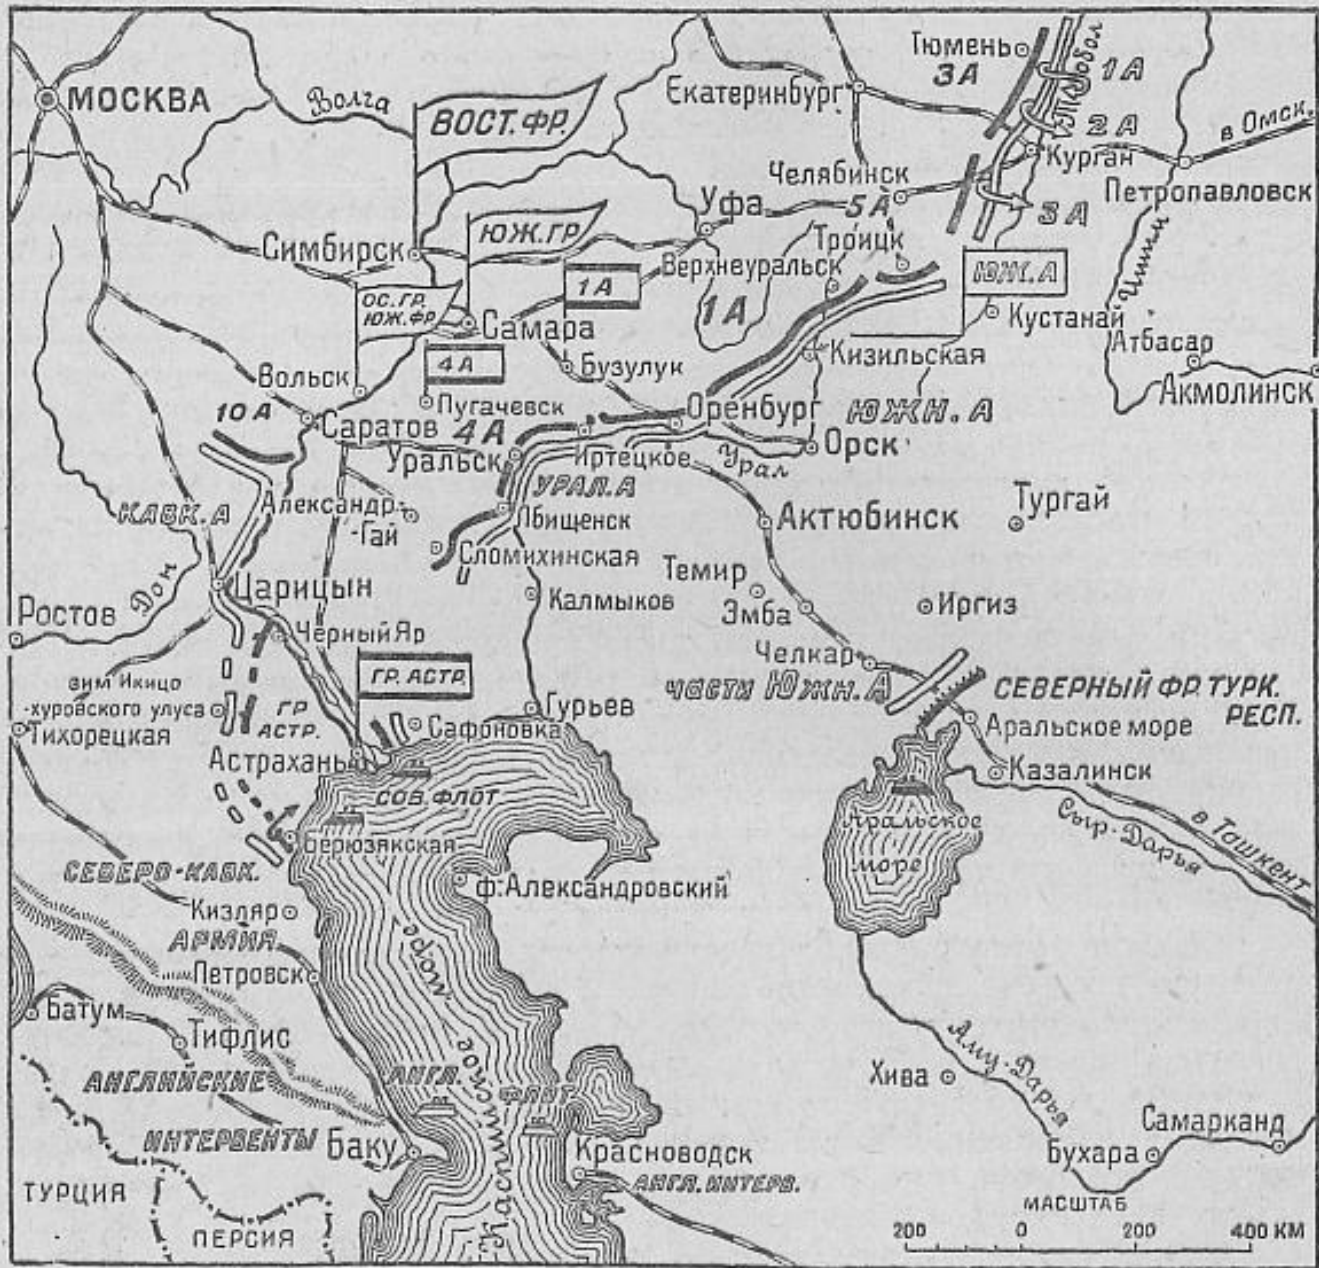 Тюмень
3А
Тобол
1А
МОСКВА
Волга
ВОСТ. ФР.
Екатеринбург
2А
в Омск.
Курган
Петропавловск
Челябинск
5А
3А
Уфа
ЮЖ. ГР
Симбирск
Троицк
Верхнеуральск
ЮЖ. А
1А
ОС. ГР.
ЮЖ. ФР.
Самара
1А
Кустанай
Ишим
Атбасар
Кизильская
Бузулук
4А
Акмолинск
Вольск
Пугачевск
10А
Саратов
4А
Оренбург
ЮЖН. А
Уральск
Иртецкое
Урал
Орск
УРАЛ. А
КАВК. А
Александр-
-Гай
Лбищенск
Актюбинск
Тургай
Сломихинская
Царицын
Дон
Ростов
Калмыков
Темир
Эмба
Иргиз
Черный Яр
Челкар
ГР. АСТР.
ЧАСТИ ЮЖН. А
СЕВЕРНЫЙ ФР. ТУРК.
РЕСП.
зим Икицо
-хуровского улуса
ГР
АСТР.
Сафоновка
Гурьев
Аральское море
Тихорецкая
Астрахань
Казалинск
СОВ. ФЛОТ
Сыр-Дарья
в Ташкент
Аральское
море
Берюзякская
СЕВЕРО-КАВК.
АРМИЯ
ф. Александровский
Кизляр
Петровск
Каспийское море
Батум
Тифлис
АНГЛИЙСКИЕ
ИНТЕРВЕНТЫ
АНГЛ. ФЛОТ
Хива
Аму-Дарья
Баку
Красноводск
АНГЛ. ИНТЕРВ.
Самарканд
Бухара
ТУРЦИЯ
ПЕРСИЯ
МАСШТАБ
200 0 200 400 КМ